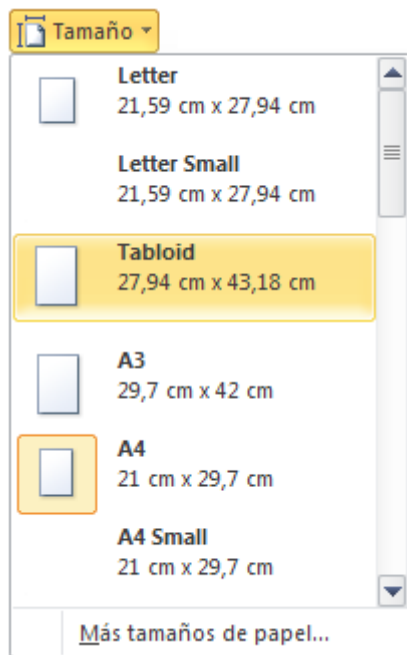 Tamaño
Letter
21,59 cm x 27,94 cm
Letter Small
21,59 cm x 27,94 cm
Tabloid
27,94 cm x 43,18 cm
A3
29,7 cm x 42 cm
A4
21 cm x 29,7 cm
A4 Small
21 cm x 29,7 cm
Más tamaños de papel...